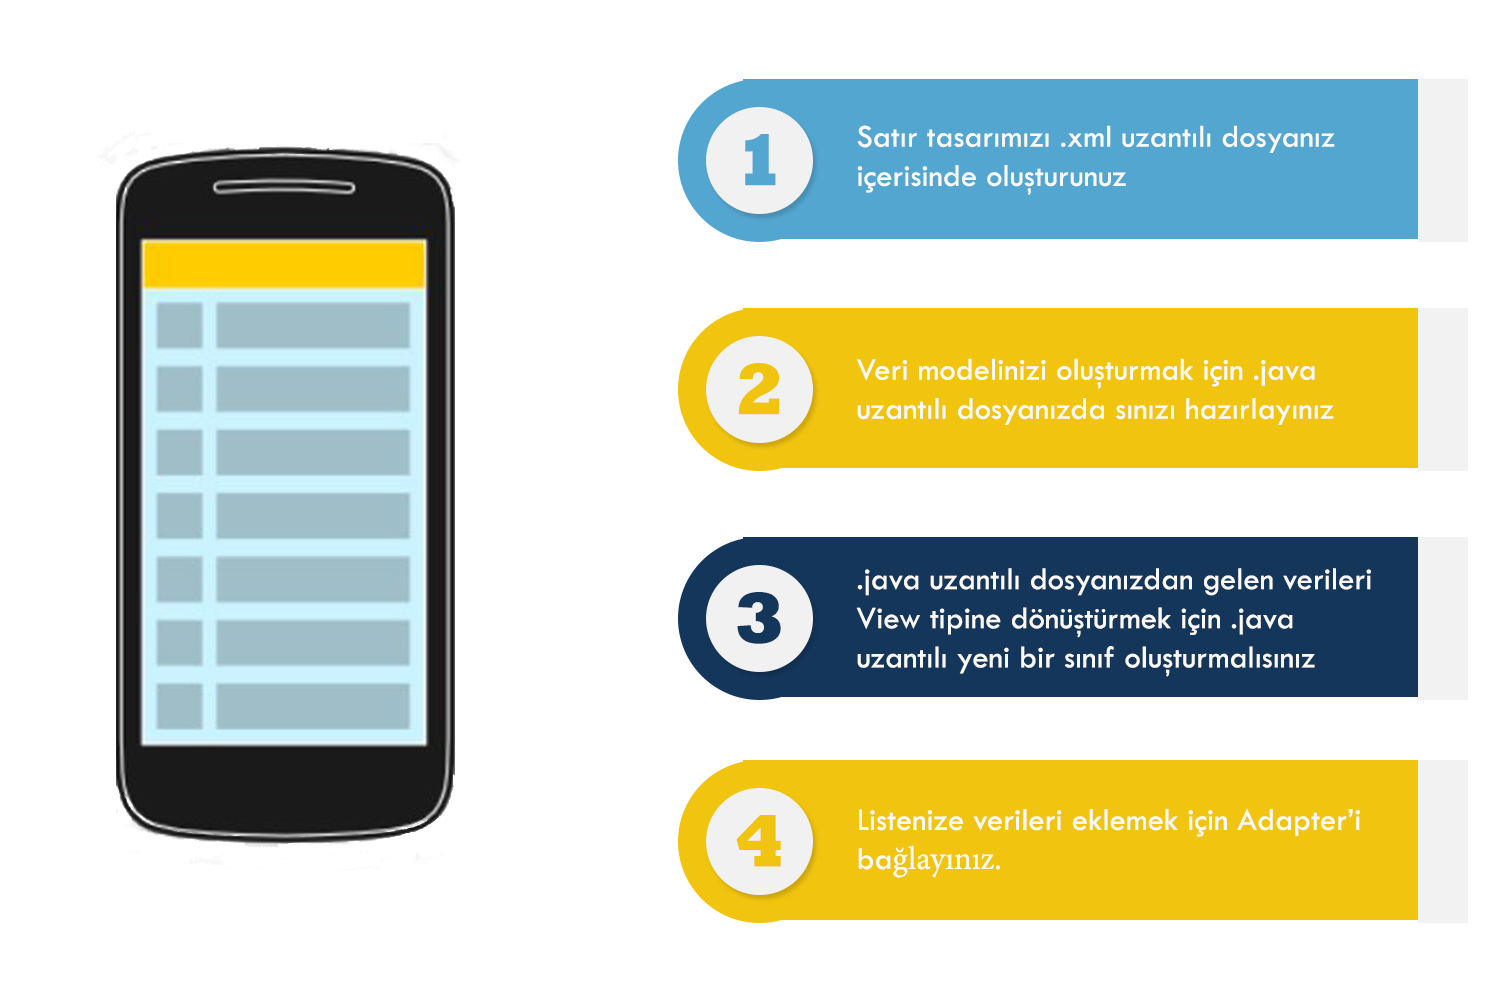 1
Satır tasarımızı .xml uzantılı dosyanız
içerisinde oluşturunuz
2
Veri modelinizi oluşturmak için .java
uzantılı dosyanızda sınızı hazırlayınız
3
.java uzantılı dosyanızdan gelen verileri
View tipine dönüştürmek için .java
uzantılı yeni bir sınıf oluşturmalısınız
4
Listenize verileri eklemek için Adapter’i
bağlayınız.